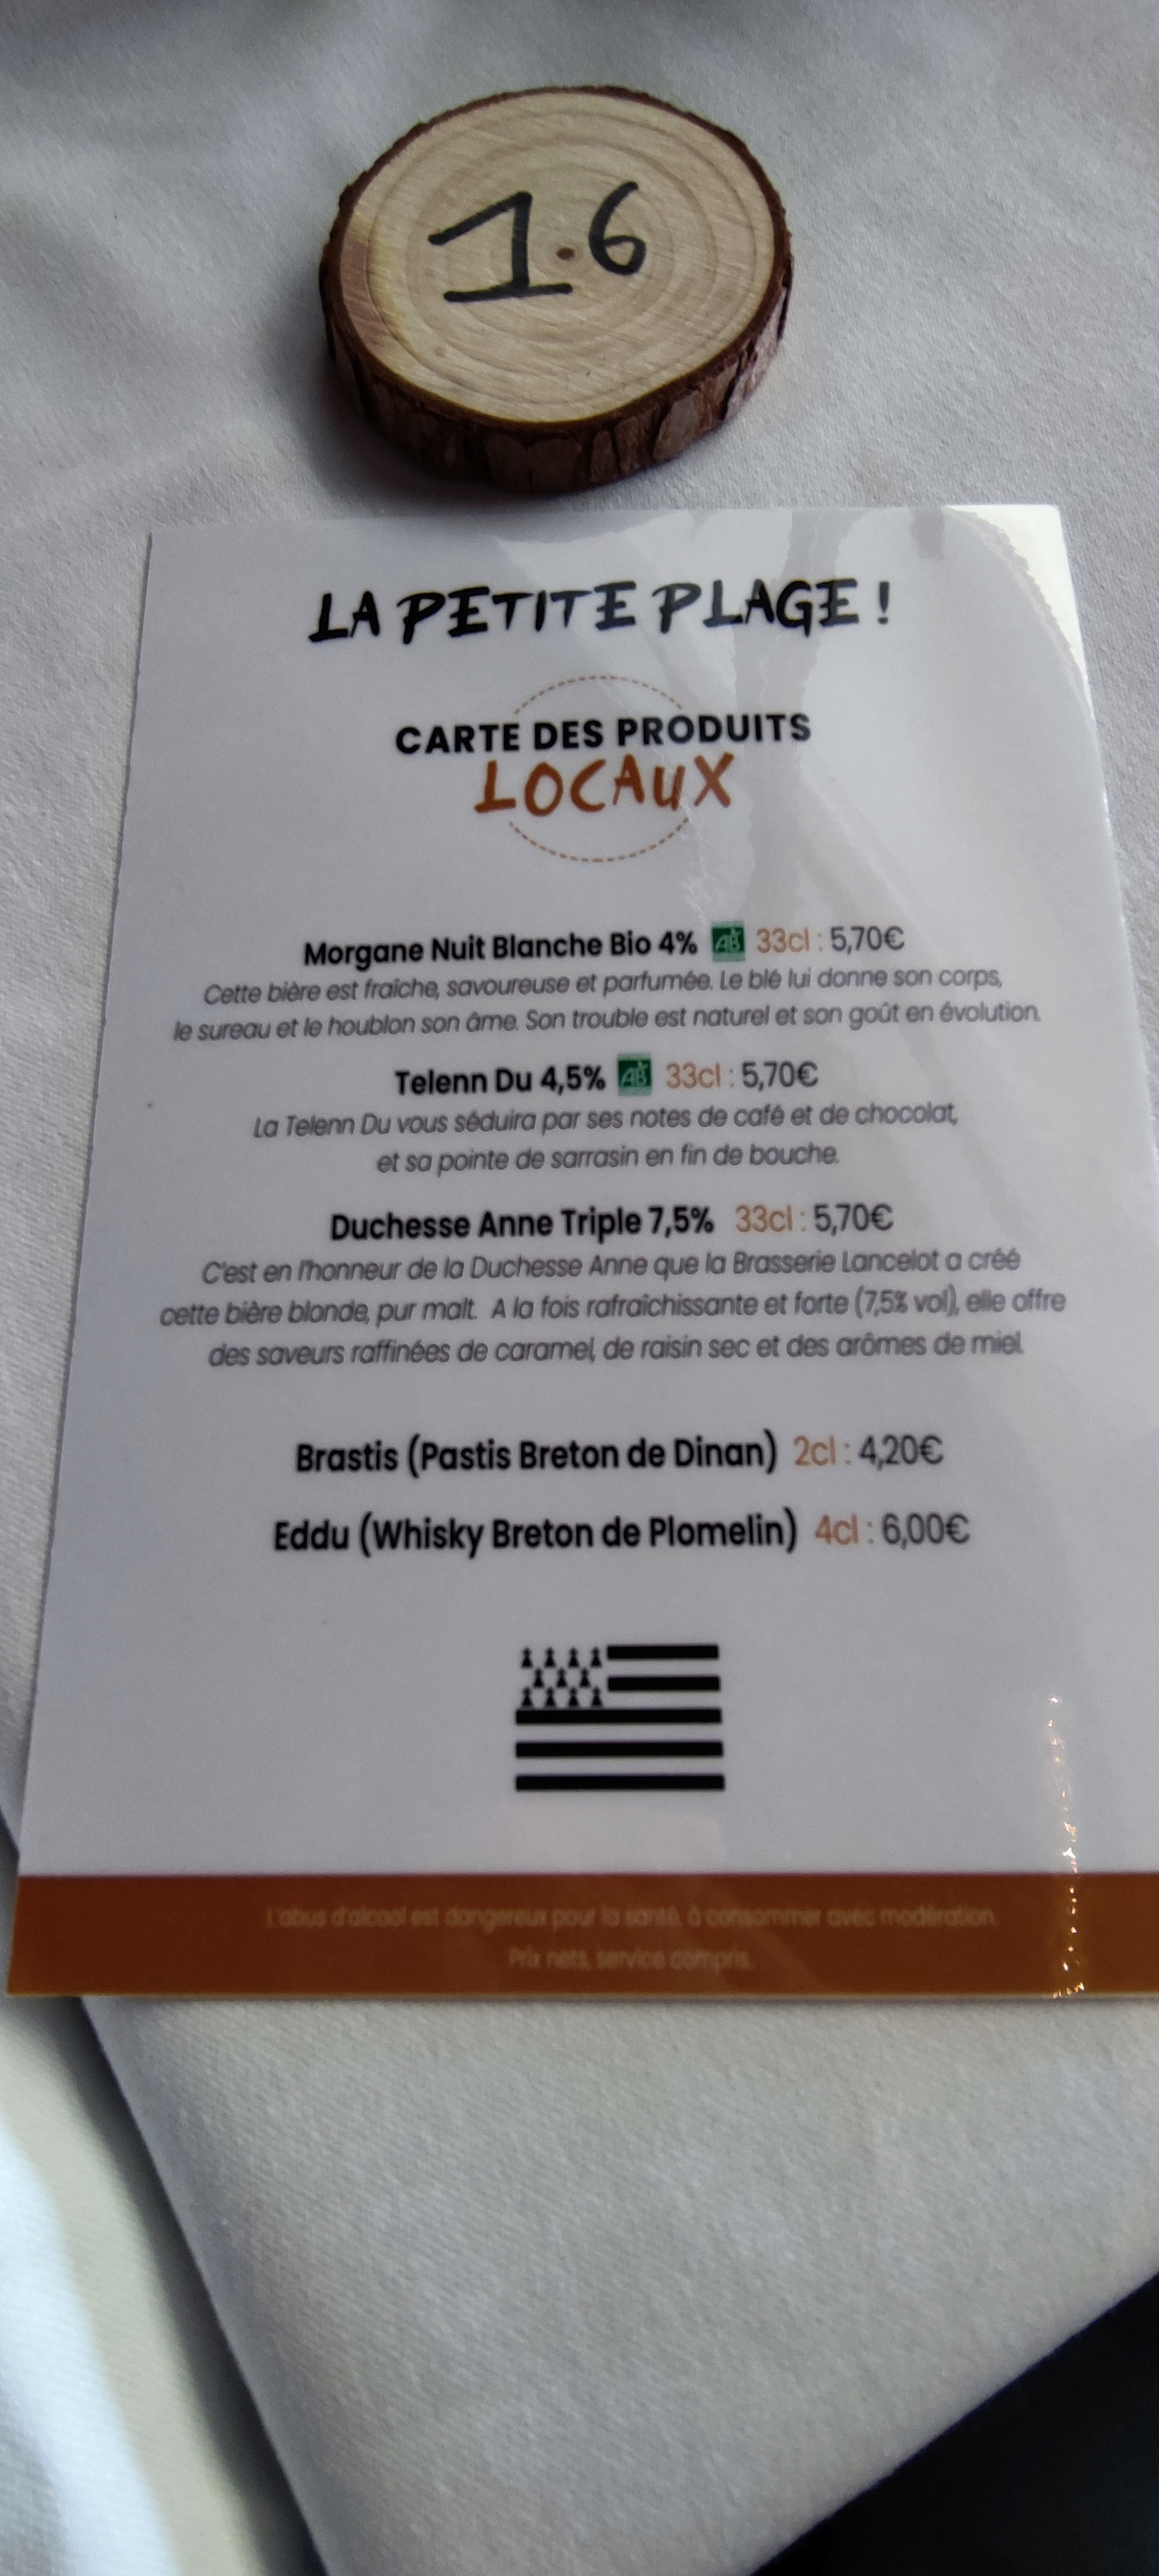 1.6
LA PETITE PLAGE !
CARTE DES PRODUITS
LOCAUX
Morgane Nuit Blanche Bio 4% AB 33cl : 5,70€
Cette bière est fraîche, savoureuse et parfumée. Le blé lui donne son corps,
le sureau et le houblon son âme. Son trouble est naturel et son goût en évolution.
Telenn Du 4,5% AB 33cl : 5,70€
La Telenn Du vous séduira par ses notes de café et de chocolat,
et sa pointe de sarrasin en fin de bouche.
Duchesse Anne Triple 7,5% 33cl : 5,70€
C'est en l'honneur de la Duchesse Anne que la Brasserie Lancelot a créé
cette bière blonde, pur malt. A la fois rafraîchissante et forte (7,5% vol), elle offre
des saveurs raffinées de caramel, de raisin sec et des arômes de miel.
Brastis (Pastis Breton de Dinan) 2cl : 4,20€
Eddu (Whisky Breton de Plomelin) 4cl : 6,00€
L'abus d'alcool est dangereux pour la santé, à consommer avec modération.
Prix nets, service compris.